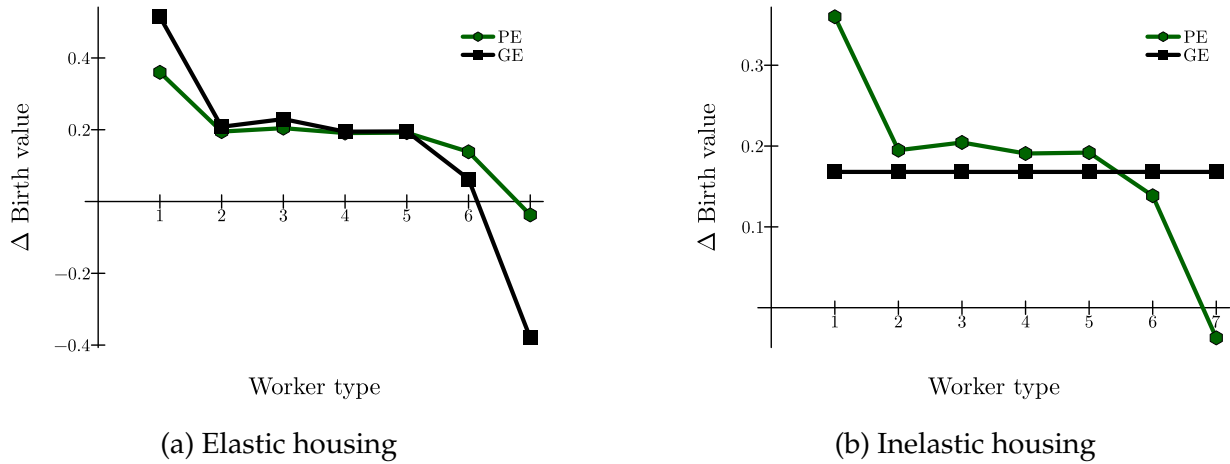 PE
GE
0.4
0.2
−0.2
−0.4
1 2 3 4 5 6
Δ Birth value
Worker type
(a) Elastic housing
PE
GE
0.3
0.2
0.1
1 2 3 4 5 6 7
Δ Birth value
Worker type
(b) Inelastic housing